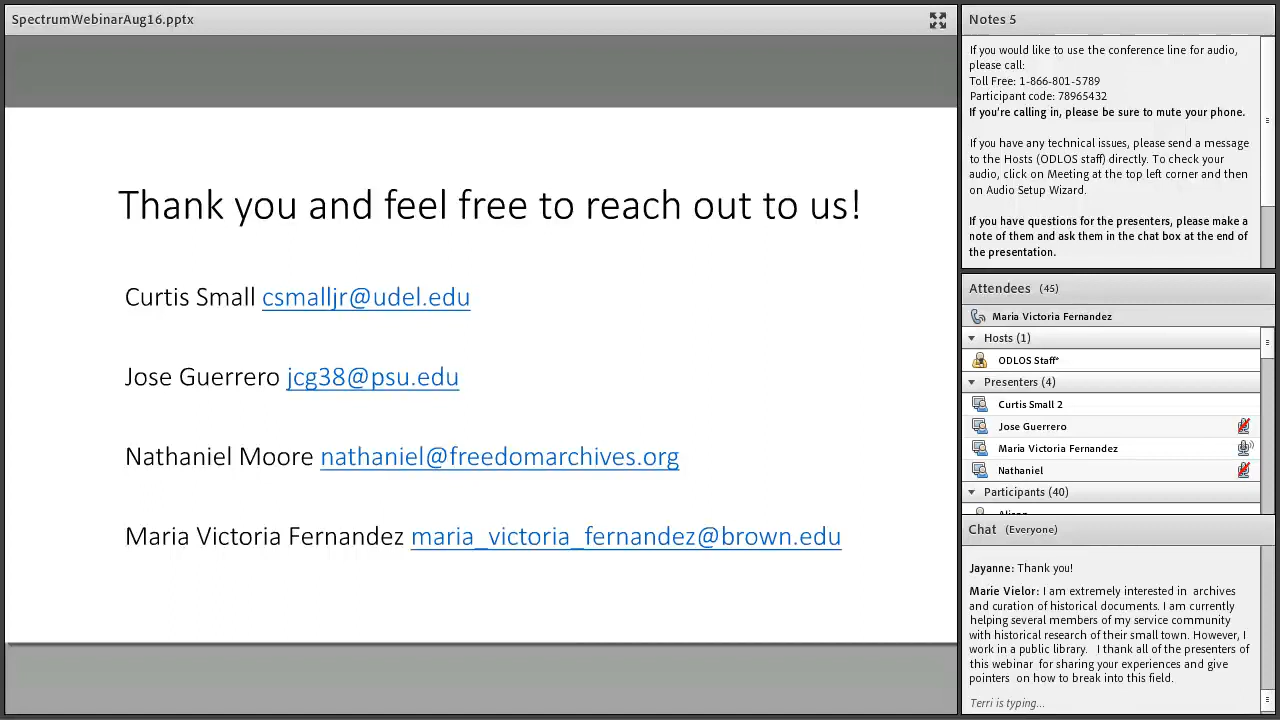 SpectrumWebinarAug16.pptx
Thank you and feel free to reach out to us!
Curtis Small csmalljr@udel.edu
Jose Guerrero jcg38@psu.edu
Nathaniel Moore nathaniel@freedomarchives.org
Maria Victoria Fernandez maria_victoria_fernandez@brown.edu
Notes 5
If you would like to use the conference line for audio,
please call:
Toll Free: 1-866-801-5789
Participant code: 78965432
If you're calling in, please be sure to mute your phone.
If you have any technical issues, please send a message
to the Hosts (ODLOS staff) directly. To check your
audio, click on Meeting at the top left corner and then
on Audio Setup Wizard.
If you have questions for the presenters, please make a
note of them and ask them in the chat box at the end of
the presentation.
Attendees (45)
Maria Victoria Fernandez
Hosts (1)
ODLOS Staff*
Presenters (4)
Curtis Small 2
Jose Guerrero
Maria Victoria Fernandez
Nathaniel
Participants (40)
Chat (Everyone)
Jayanne: Thank you!
Marie Vielor: I am extremely interested in archives
and curation of historical documents. I am currently
helping several members of my service community
with historical research of their small town. However, I
work in a public library. I thank all of the presenters of
this webinar for sharing your experiences and give
pointers on how to break into this field.
Terri is typing...